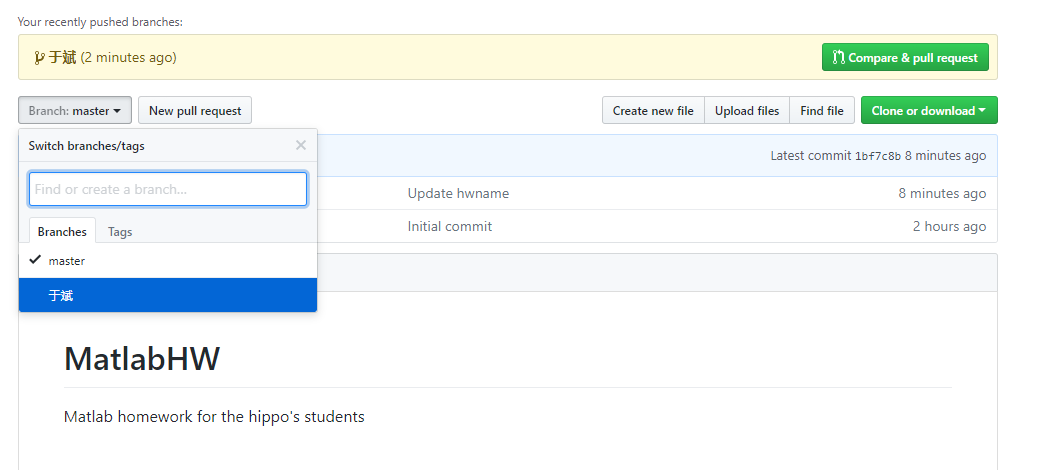 Your recently pushed branches:
于斌 (2 minutes ago)
Compare & pull request
Branch: master
New pull request
Create new file
Upload files
Find file
Clone or download
Switch branches/tags
Latest commit 1bf7c8b 8 minutes ago
Find or create a branch...
Update hwname
8 minutes ago
Branches
Tags
Initial commit
2 hours ago
master
于斌
MatlabHW
Matlab homework for the hippo's students